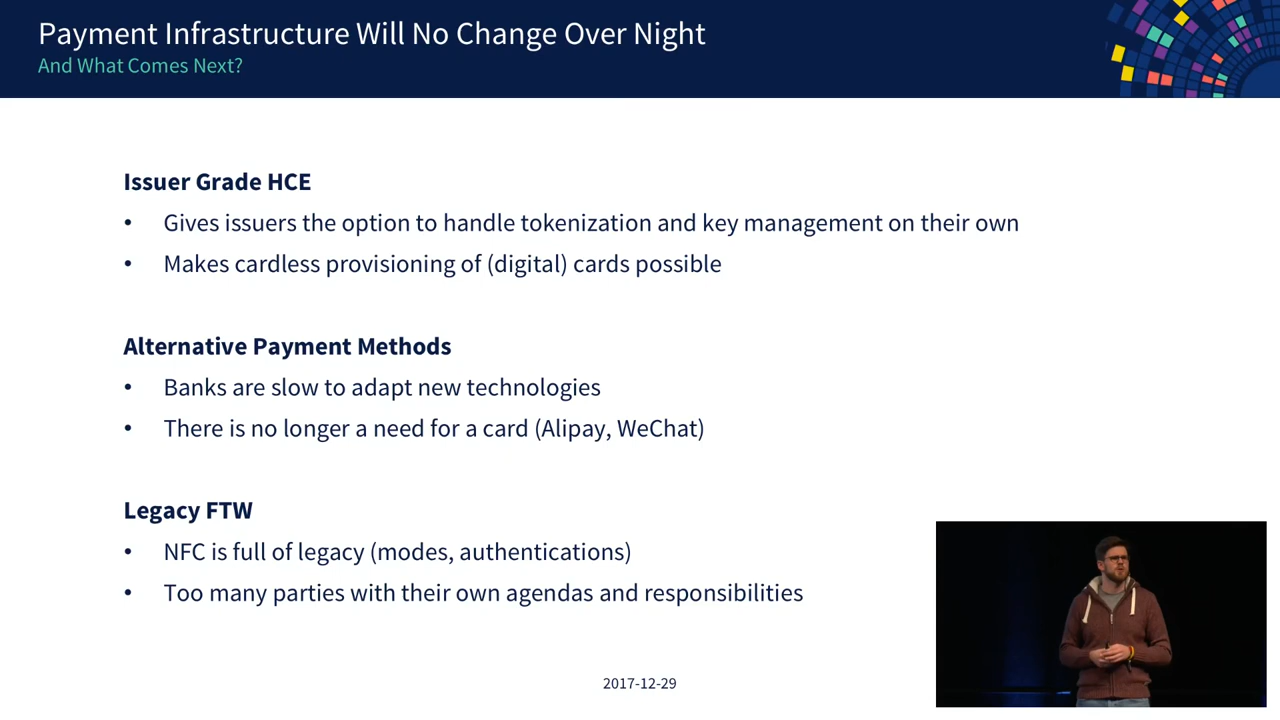 Payment Infrastructure Will No Change Over Night
And What Comes Next?
Issuer Grade HCE
• Gives issuers the option to handle tokenization and key management on their own
• Makes cardless provisioning of (digital) cards possible
Alternative Payment Methods
• Banks are slow to adapt new technologies
• There is no longer a need for a card (Alipay, WeChat)
Legacy FTW
• NFC is full of legacy (modes, authentications)
• Too many parties with their own agendas and responsibilities
2017-12-29